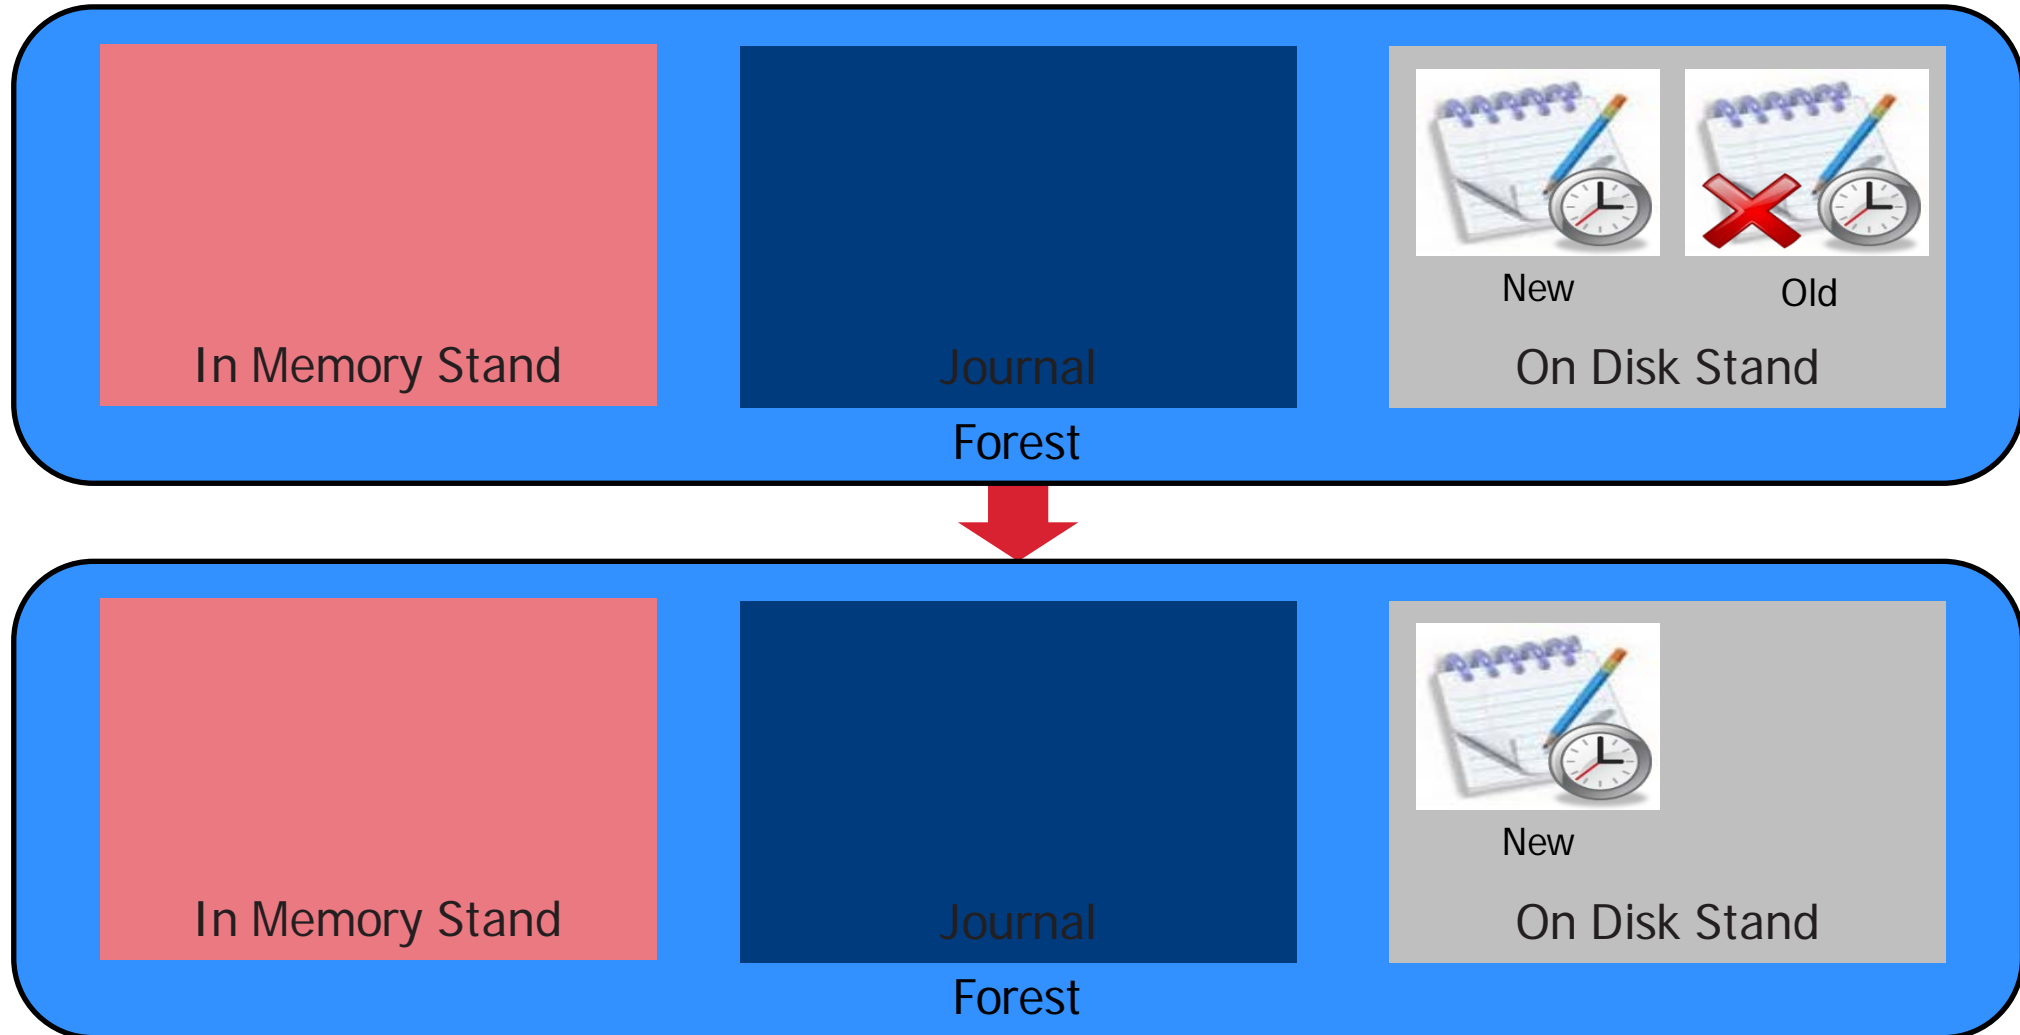 New
Old
In Memory Stand
Journal
On Disk Stand
Forest
New
In Memory Stand
Journal
On Disk Stand
Forest